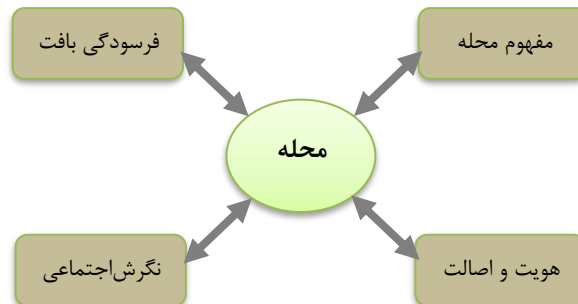 مفهوم محله
فرسودگی بافت
محله
هویت و اصالت
نگرش‌اجتماعی